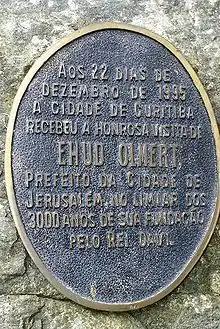 AOS 22 DIAS DE
DEZEMBRO DE 1995
A CIDADE DE CURITIBA
RECEBEU A HONROSA VISITA DE
EHUD OLMERT,
PREFEITO DA CIDADE DE
JERUSALÉM, NO LIMIAR DOS
3000 ANOS DE SUA FUNDAÇÃO
PELO REI DAVI.